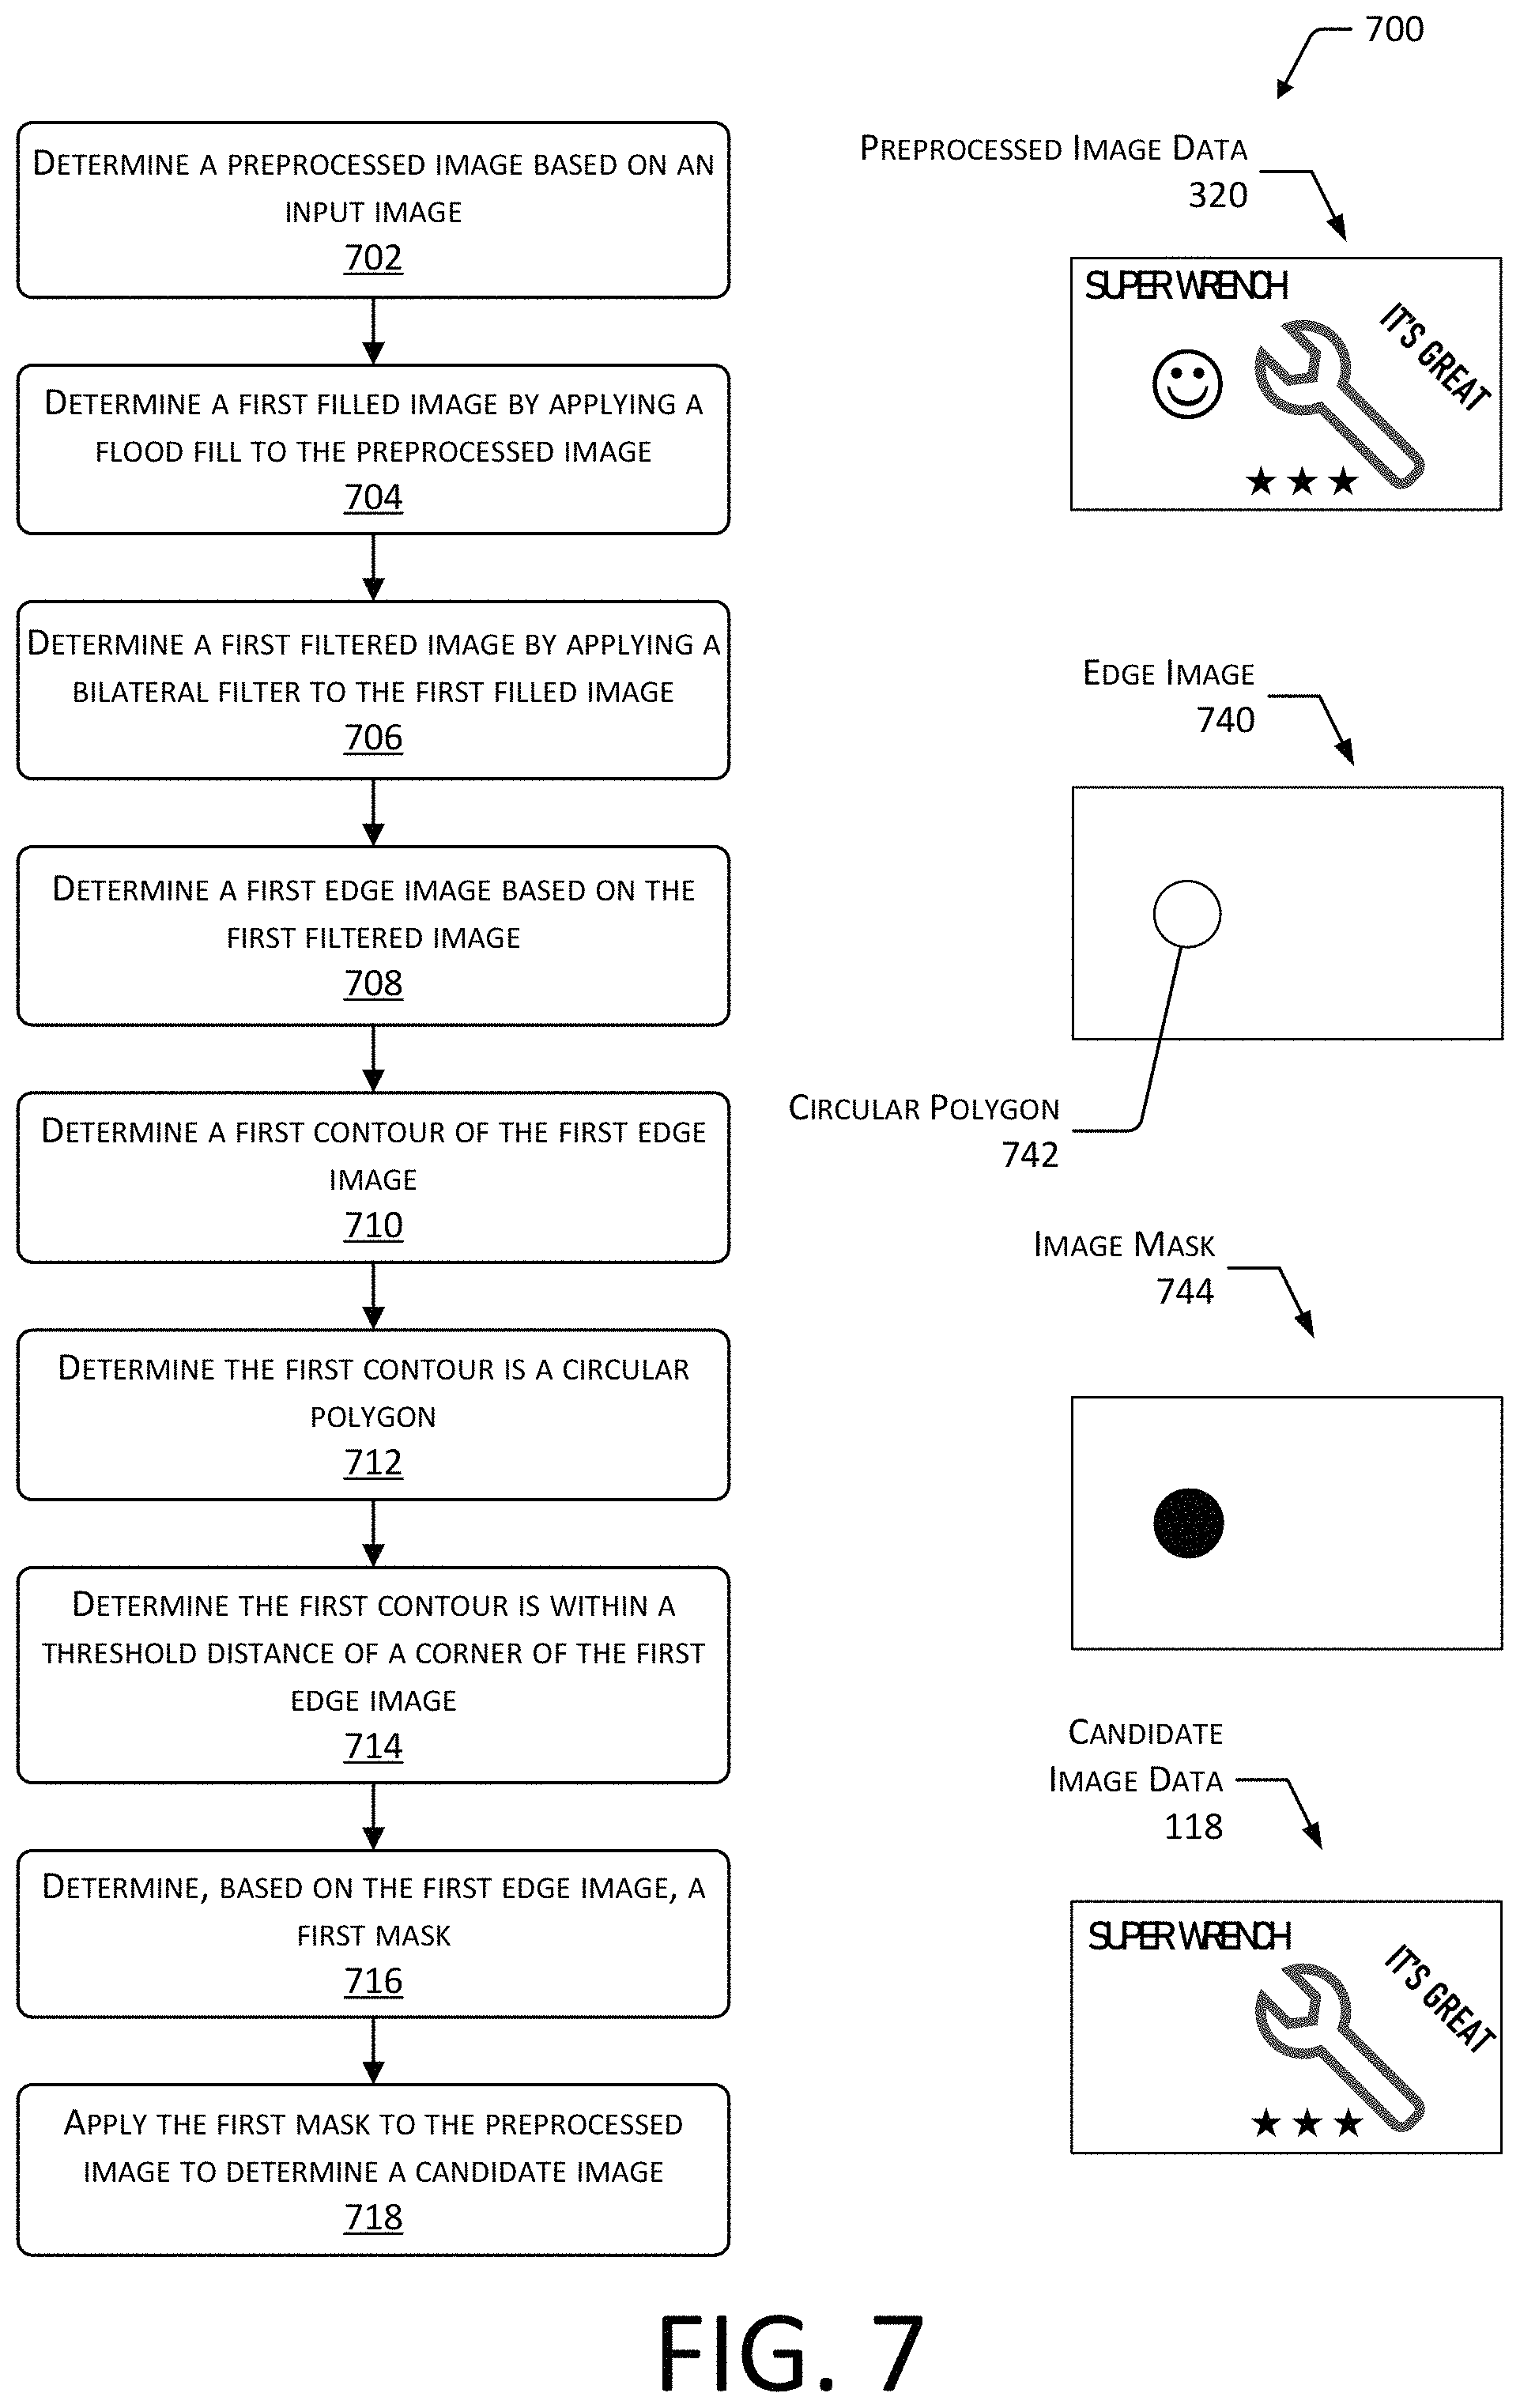 700
DETERMINE A PREPROCESSED IMAGE BASED ON AN
INPUT IMAGE
702
DETERMINE A FIRST FILLED IMAGE BY APPLYING A
FLOOD FILL TO THE PREPROCESSED IMAGE
704
DETERMINE A FIRST FILTERED IMAGE BY APPLYING A
BILATERAL FILTER TO THE FIRST FILLED IMAGE
706
DETERMINE A FIRST EDGE IMAGE BASED ON THE
FIRST FILTERED IMAGE
708
DETERMINE A FIRST CONTOUR OF THE FIRST EDGE
IMAGE
710
DETERMINE THE FIRST CONTOUR IS A CIRCULAR
POLYGON
712
DETERMINE THE FIRST CONTOUR IS WITHIN A
THRESHOLD DISTANCE OF A CORNER OF THE FIRST
EDGE IMAGE
714
DETERMINE, BASED ON THE FIRST EDGE IMAGE, A
FIRST MASK
716
APPLY THE FIRST MASK TO THE PREPROCESSED
IMAGE TO DETERMINE A CANDIDATE IMAGE
718
PREPROCESSED IMAGE DATA
320
SUPER WRENCH
IT'S GREAT
EDGE IMAGE
740
CIRCULAR POLYGON
742
IMAGE MASK
744
CANDIDATE
IMAGE DATA
118
SUPER WRENCH
IT'S GREAT
FIG. 7